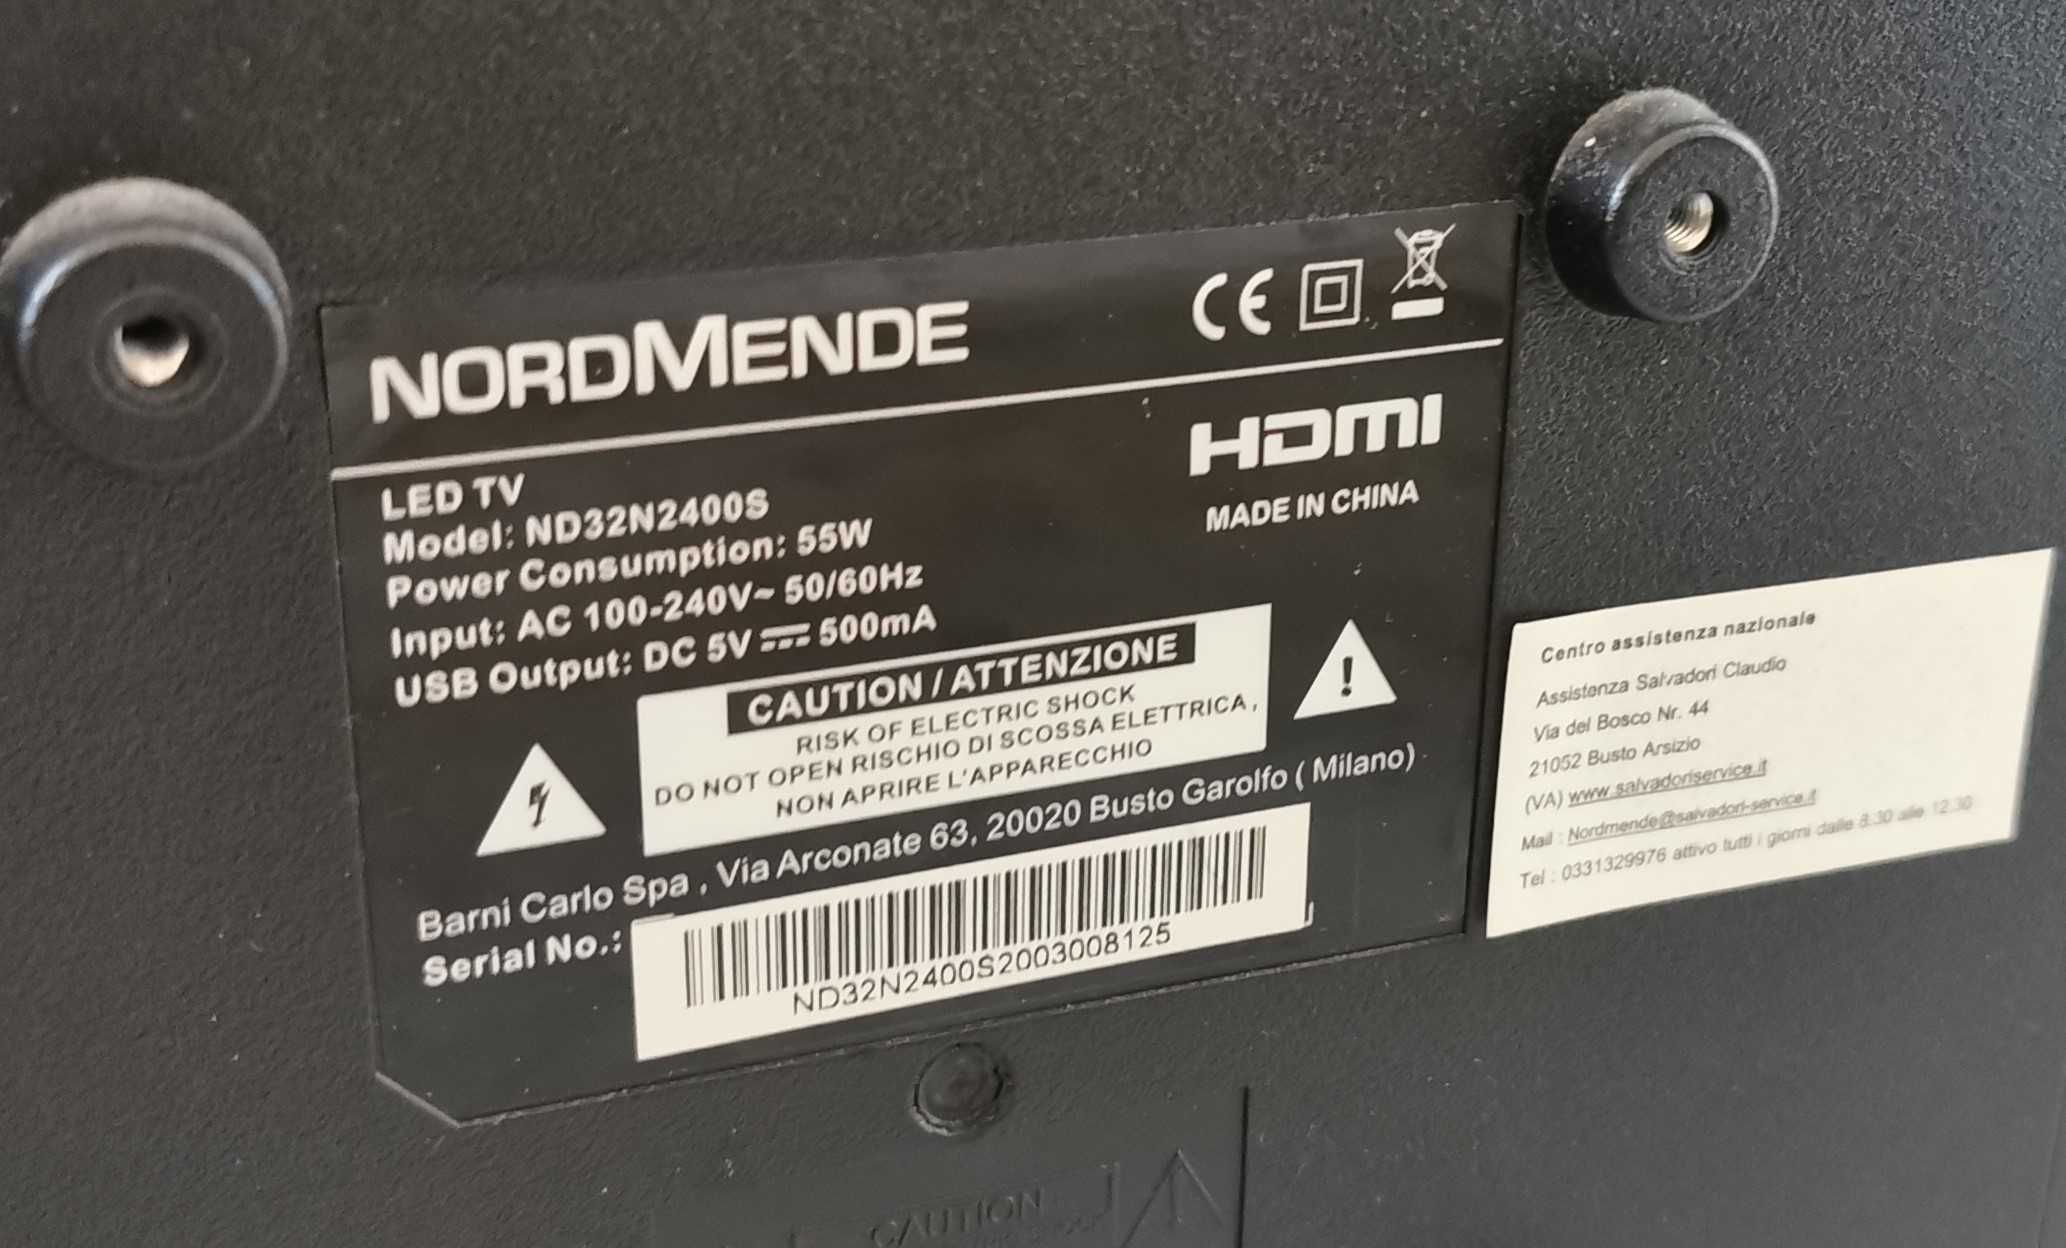 NORDMENDE
CE
HDMI
MADE IN CHINA
LED TV
Model: ND32N2400S
Power Consumption: 55W
Input: AC 100-240V~ 50/60Hz
USB Output: DC 5V ⎓ 500mA
CAUTION / ATTENZIONE
RISK OF ELECTRIC SHOCK
DO NOT OPEN RISCHIO DI SCOSSA ELETTRICA,
NON APRIRE L'APPARECCHIO
Barni Carlo Spa , Via Arconate 63, 20020 Busto Garolfo ( Milano)
Serial No.:
ND32N2400S2003008125
Centro assistenza nazionale
Assistenza Salvadori Claudio
Via del Bosco Nr. 44
21052 Busto Arsizio
(VA) www.salvadoriservice.it
Mail : Nordmende@salvadori-service.it
Tel : 0331329976 attivo tutti i giorni dalle 8.30 alle 12.30
CAUTION